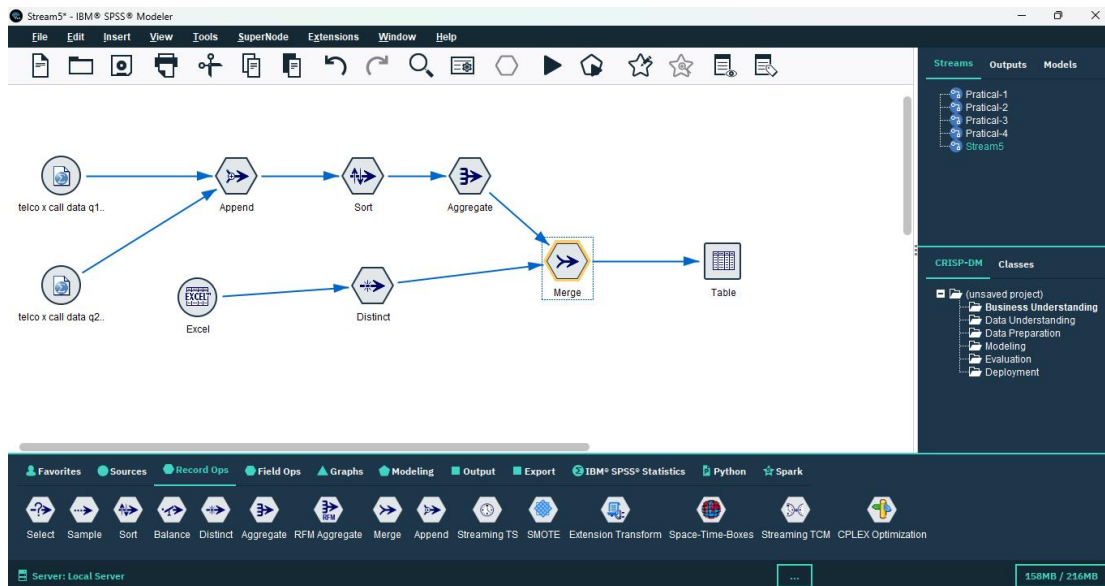 Stream5* - IBM® SPSS® Modeler
File Edit Insert View Tools SuperNode Extensions Window Help
Streams Outputs Models
Pratical-1
Pratical-2
Pratical-3
Pratical-4
Stream5
telco x call data q1..
Append
Sort
Aggregate
telco x call data q2..
EXCEL
Excel
Distinct
Merge
Table
CRISP-DM Classes
(unsaved project)
Business Understanding
Data Understanding
Data Preparation
Modeling
Evaluation
Deployment
Favorites Sources Record Ops Field Ops Graphs Modeling Output Export IBM® SPSS® Statistics Python Spark
RFM
Select Sample Sort Balance Distinct Aggregate RFM Aggregate Merge Append Streaming TS SMOTE Extension Transform Space-Time-Boxes Streaming TCM CPLEX Optimization
Server: Local Server ... 158MB / 216MB